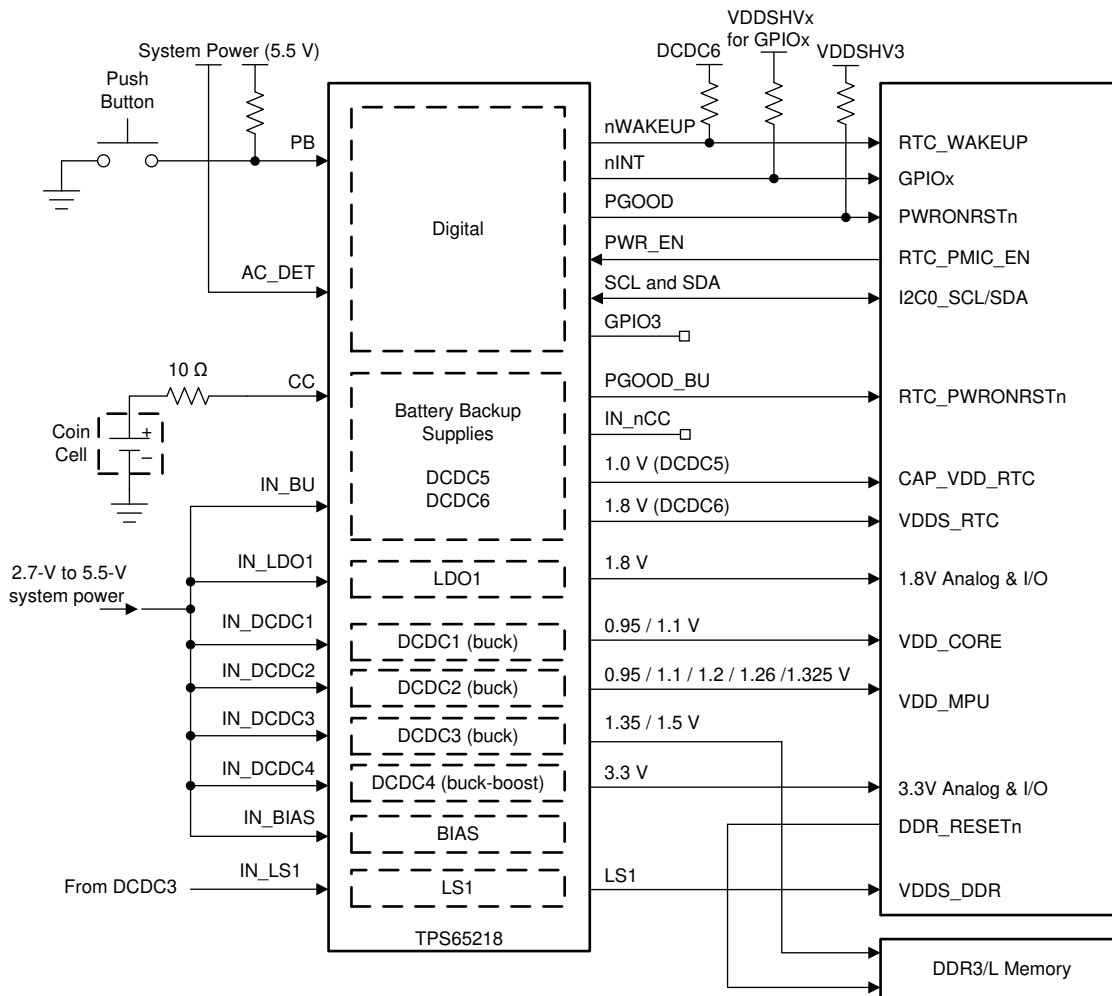 System Power (5.5 V)
Push
Button
PB
AC_DET
10 Ω
CC
Coin
Cell
+
–
IN_BU
2.7-V to 5.5-V
system power
IN_LDO1
IN_DCDC1
IN_DCDC2
IN_DCDC3
IN_DCDC4
IN_BIAS
From DCDC3
IN_LS1
Digital
Battery Backup
Supplies
DCDC5
DCDC6
LDO1
DCDC1 (buck)
DCDC2 (buck)
DCDC3 (buck)
DCDC4 (buck-boost)
BIAS
LS1
TPS65218
DCDC6
VDDSHVx
for GPIOx
VDDSHV3
nWAKEUP
nINT
PGOOD
PWR_EN
SCL and SDA
GPIO3
PGOOD_BU
IN_nCC
1.0 V (DCDC5)
1.8 V (DCDC6)
1.8 V
0.95 / 1.1 V
0.95 / 1.1 / 1.2 / 1.26 /1.325 V
1.35 / 1.5 V
3.3 V
LS1
RTC_WAKEUP
GPIOx
PWRONRSTn
RTC_PMIC_EN
I2C0_SCL/SDA
RTC_PWRONRSTn
CAP_VDD_RTC
VDDS_RTC
1.8V Analog & I/O
VDD_CORE
VDD_MPU
3.3V Analog & I/O
DDR_RESETn
VDDS_DDR
DDR3/L Memory